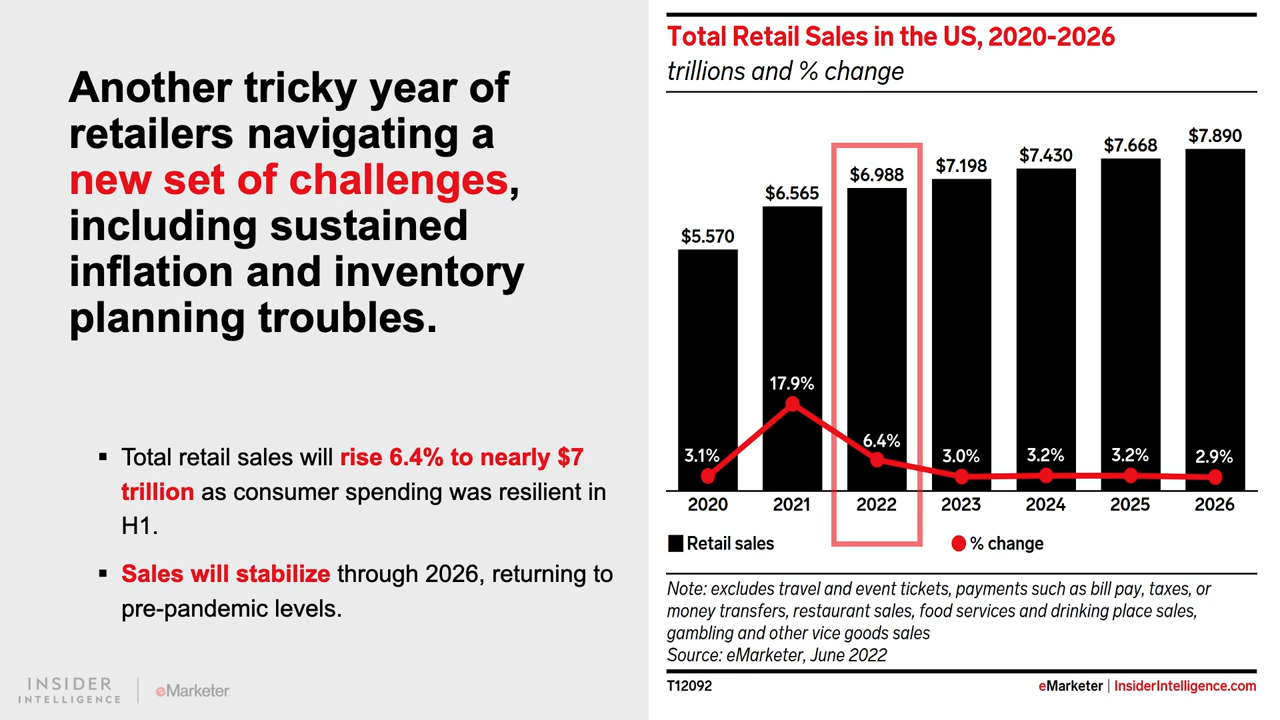 Another tricky year of
retailers navigating a
new set of challenges,
including sustained
inflation and inventory
planning troubles.
▪ Total retail sales will rise 6.4% to nearly $7
trillion as consumer spending was resilient in
H1.
▪ Sales will stabilize through 2026, returning to
pre-pandemic levels.
INSIDER
INTELLIGENCE
eMarketer
Total Retail Sales in the US, 2020-2026
trillions and % change
$5.570
$6.565
$6.988
$7.198
$7.430
$7.668
$7.890
3.1%
17.9%
6.4%
3.0%
3.2%
3.2%
2.9%
2020 2021 2022 2023 2024 2025 2026
Retail sales % change
Note: excludes travel and event tickets, payments such as bill pay, taxes, or
money transfers, restaurant sales, food services and drinking place sales,
gambling and other vice goods sales
Source: eMarketer, June 2022
T12092 eMarketer | InsiderIntelligence.com